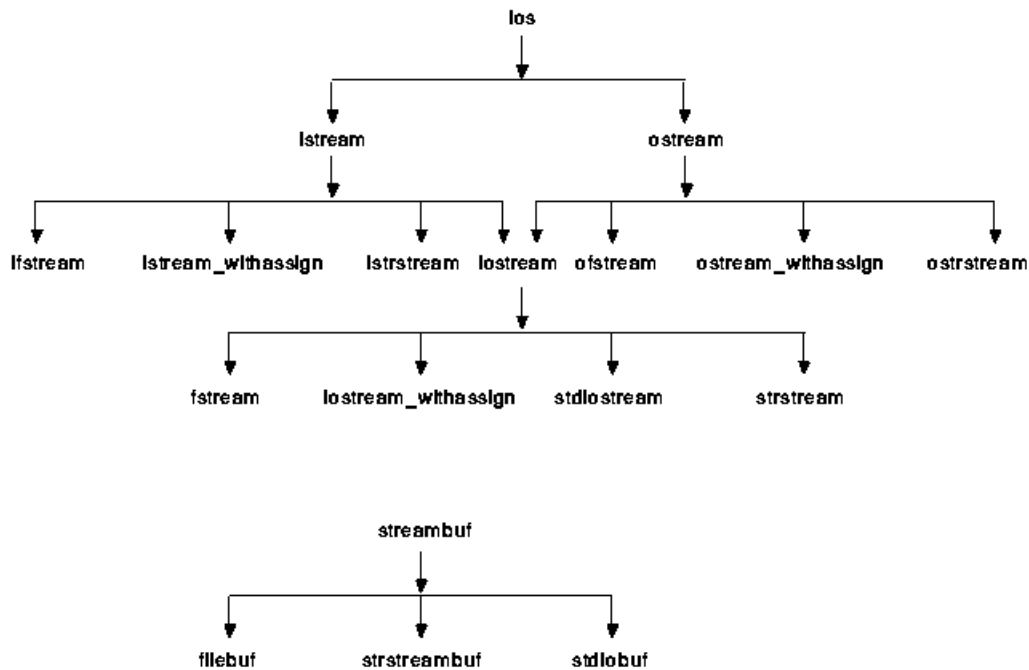 ios
istream ostream
ifstream istream_withassign istrstream iostream ofstream ostream_withassign ostrstream
fstream iostream_withassign stdiostream strstream
streambuf
filebuf strstreambuf stdiobuf